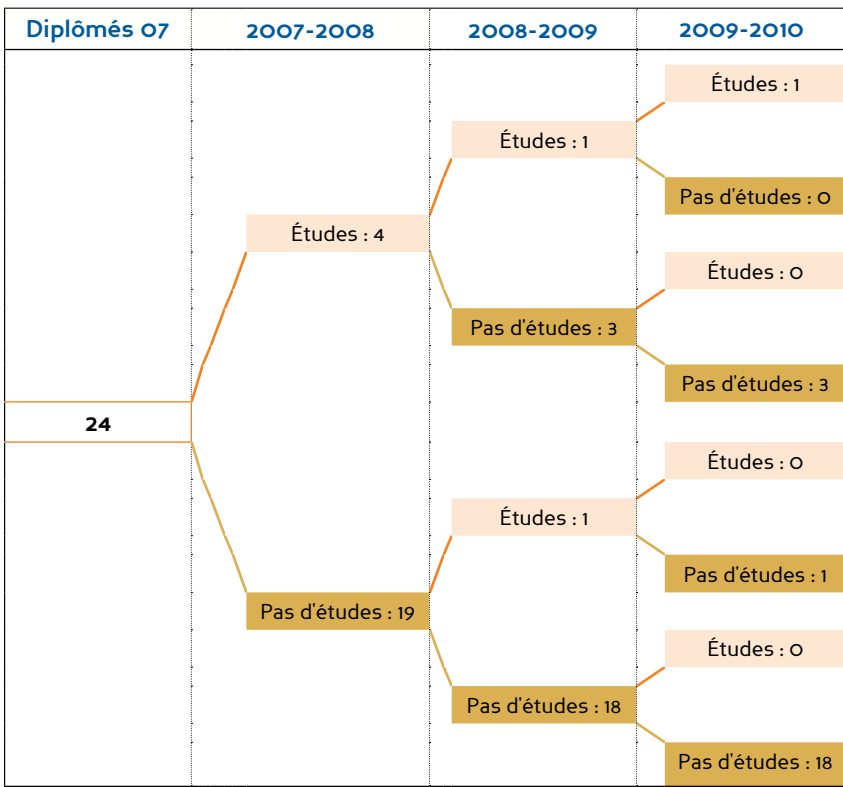 Diplômés 07 2007-2008 2008-2009 2009-2010
Études : 1
Études : 1
Pas d'études : 0
Études : 4
Études : 0
Pas d'études : 3
Pas d'études : 3
24
Études : 0
Études : 1
Pas d'études : 1
Pas d'études : 19
Études : 0
Pas d'études : 18
Pas d'études : 18